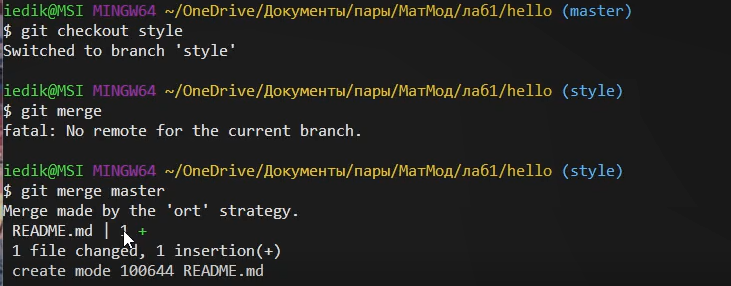 iedik@MSI MINGW64 ~/OneDrive/Документы/пары/МатМод/лаб1/hello (master)
$ git checkout style
Switched to branch 'style'
iedik@MSI MINGW64 ~/OneDrive/Документы/пары/МатМод/лаб1/hello (style)
$ git merge
fatal: No remote for the current branch.
iedik@MSI MINGW64 ~/OneDrive/Документы/пары/МатМод/лаб1/hello (style)
$ git merge master
Merge made by the 'ort' strategy.
README.md | 1 +
1 file changed, 1 insertion(+)
create mode 100644 README.md